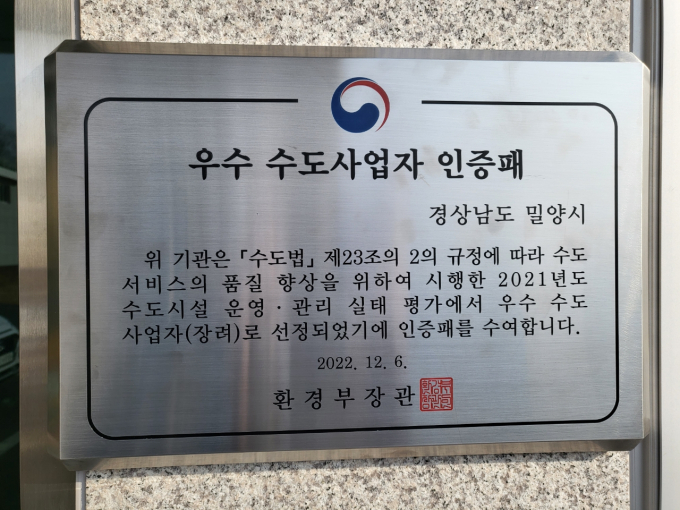 우수 수도사업자 인증패
경상남도 밀양시
위 기관은 「수도법」 제23조의 2의 규정에 따라 수도
서비스의 품질 향상을 위하여 시행한 2021년도
수도시설 운영·관리 실태 평가에서 우수 수도
사업자(장려)로 선정되었기에 인증패를 수여합니다.
2022. 12. 6.
환경부장관